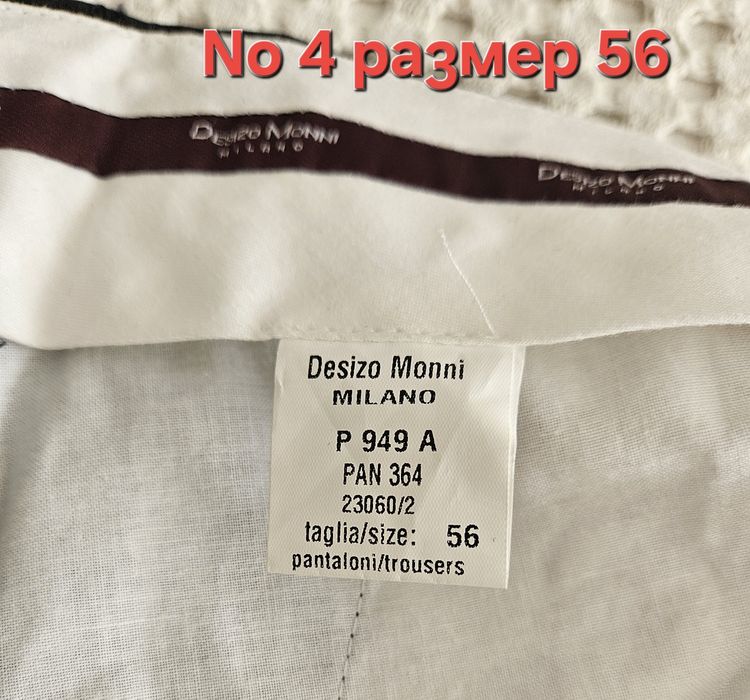 No 4 размер 56
Desizo Monni
MILANO
Desizo Monni
MILANO
Desizo Monni
MILANO
P 949 A
PAN 364
23060/2
taglia/size: 56
pantaloni/trousers